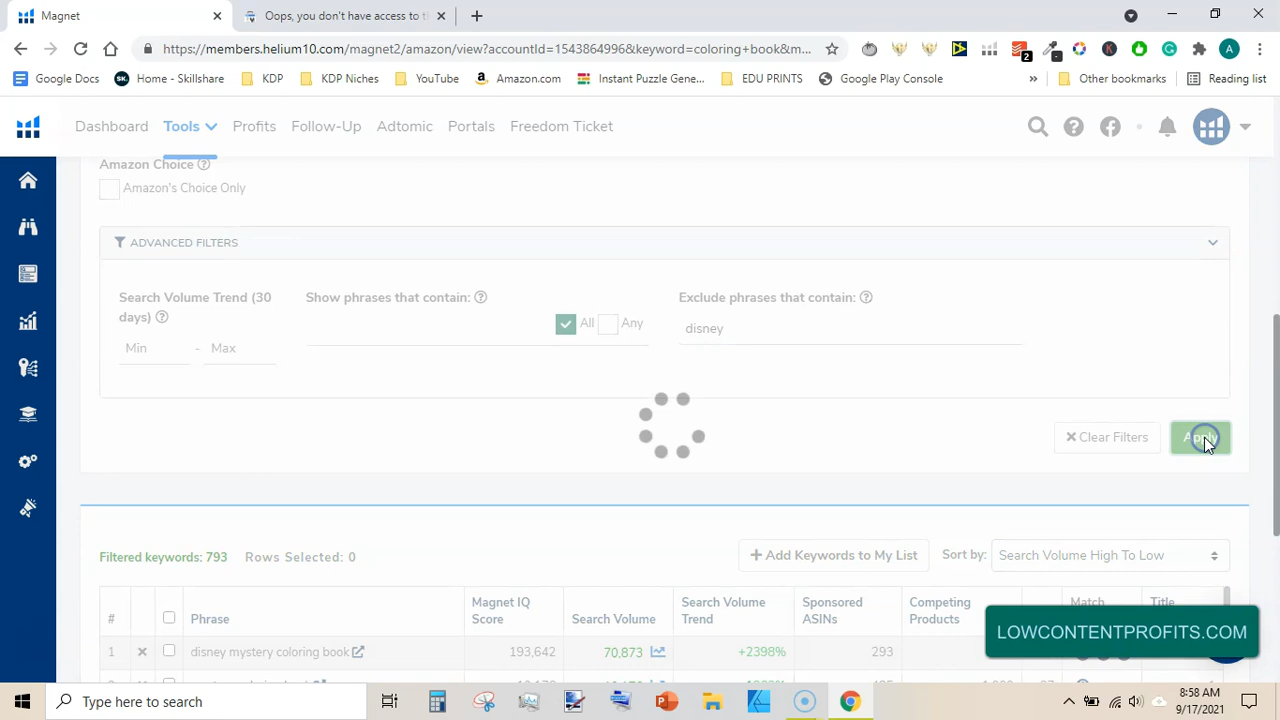 Magnet
Oops, you don't have access to th
https://members.helium10.com/magnet2/amazon/view?accountId=1543864996&keyword=coloring book&m...
2
A
Google Docs
SK.
Home - Skillshare
KDP
KDP Niches
YouTube
Amazon.com
Instant Puzzle Gene...
EDU PRINTS
Google Play Console
Other bookmarks
Reading list
Dashboard
Tools
Profits
Follow-Up
Adtomic
Portals
Freedom Ticket
Amazon Choice
Amazon's Choice Only
ADVANCED FILTERS
Search Volume Trend (30 days)
Show phrases that contain:
Exclude phrases that contain:
All
Any
disney
Min - Max
Clear Filters
Apply
Filtered keywords: 793
Rows Selected: 0
+ Add Keywords to My List
Sort by:
Search Volume High To Low
#
Phrase
Magnet IQ Score
Search Volume
Search Volume Trend
Sponsored ASINs
Competing Products
Match
Title
1
disney mystery coloring book
193,642
70,873
+2398%
293
LOWCONTENTPROFITS.COM
Type here to search
8:58 AM
9/17/2021